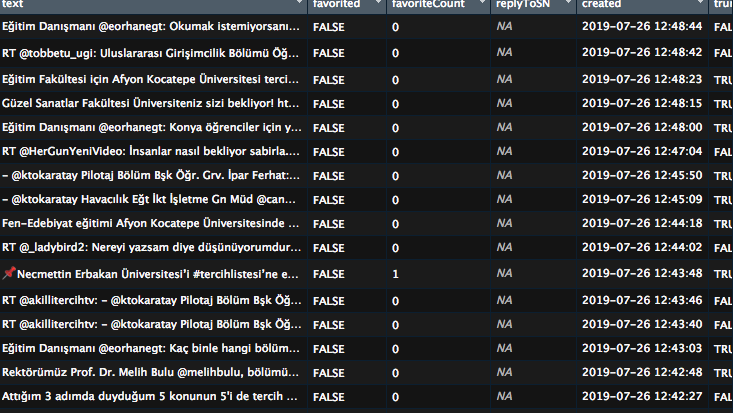 text favorited favoriteCount replyToSN created trun
Eğitim Danışmanı @eorhanegt: Okumak istemiyorsanı... FALSE 0 NA 2019-07-26 12:48:44 FAL
RT @tobbetu_ugi: Uluslararası Girişimcilik Bölümü Öğ... FALSE 0 NA 2019-07-26 12:48:42 FAL
Eğitim Fakültesi için Afyon Kocatepe Üniversitesi terci... FALSE 0 NA 2019-07-26 12:48:23 TRU
Güzel Sanatlar Fakültesi Üniversiteniz sizi bekliyor! ht... FALSE 0 NA 2019-07-26 12:48:15 FAL
Eğitim Danışmanı @eorhanegt: Konya öğrenciler için y... FALSE 0 NA 2019-07-26 12:48:00 TRU
RT @HerGunYeniVideo: İnsanlar nasıl bekliyor sabirla.... FALSE 0 NA 2019-07-26 12:47:04 FAL
- @ktokaratay Pilotaj Bölüm Bşk Öğr. Grv. İpar Ferhat:... FALSE 0 NA 2019-07-26 12:45:50 TRU
- @ktokaratay Havacılık Eğt İkt İşletme Gn Müd @can... FALSE 0 NA 2019-07-26 12:45:09 TRU
Fen-Edebiyat eğitimi Afyon Kocatepe Üniversitesinde ... FALSE 0 NA 2019-07-26 12:44:18 TRU
RT @_ladybird2: Nereyi yazsam diye düşünüyorumdur... FALSE 0 NA 2019-07-26 12:44:02 FAL
📌Necmettin Erbakan Üniversitesi'i #tercihlistesi'ne e... FALSE 1 NA 2019-07-26 12:43:48 TRU
RT @akillitercihtv: - @ktokaratay Pilotaj Bölüm Bşk Öğ... FALSE 0 NA 2019-07-26 12:43:46 FAL
RT @akillitercihtv: - @ktokaratay Pilotaj Bölüm Bşk Öğ... FALSE 0 NA 2019-07-26 12:43:40 FAL
Eğitim Danışmanı @eorhanegt: Kaç binle hangi bölüm... FALSE 0 NA 2019-07-26 12:43:03 TRU
Rektörümüz Prof. Dr. Melih Bulu @melihbulu, bölümü... FALSE 0 NA 2019-07-26 12:42:48 TRU
Attığım 3 adımda duyduğum 5 konunun 5'i de tercih ... FALSE 0 NA 2019-07-26 12:42:27 FAL